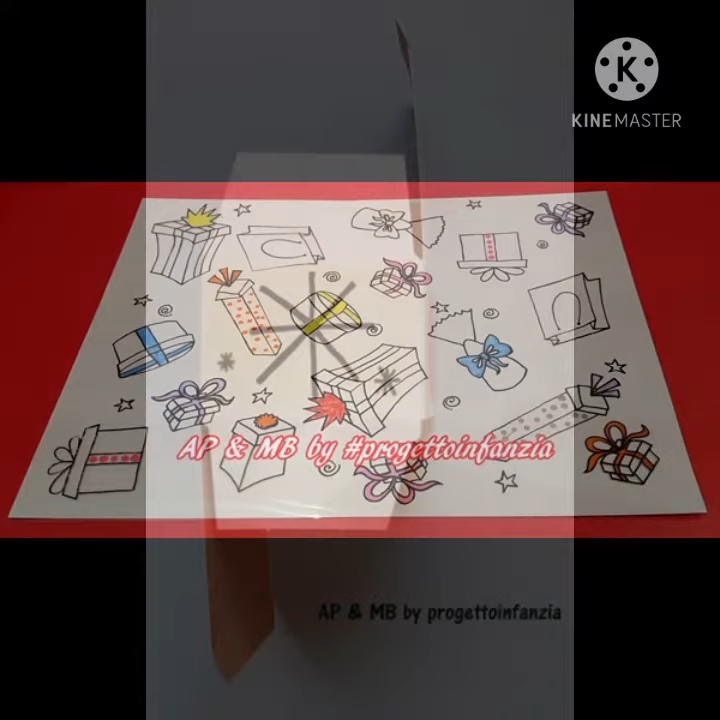 K
KINEMASTER
AP & MB by #progettoinfanzia
AP & MB by progettoinfanzia